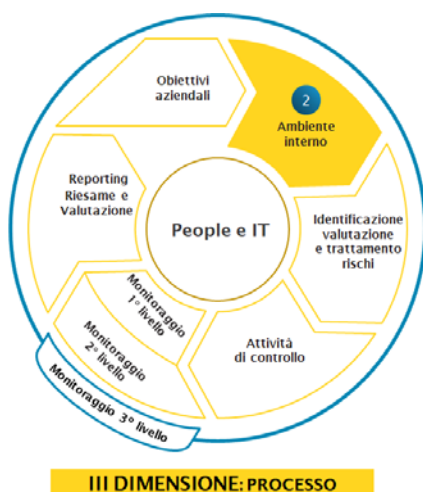 Obiettivi
aziendali
2
Ambiente
interno
Reporting
Riesame e
Valutazione
People e IT
Identificazione
valutazione
e trattamento
rischi
Monitoraggio
1° livello
Monitoraggio
2° livello
Monitoraggio 3° livello
Attività
di controllo
III DIMENSIONE: PROCESSO